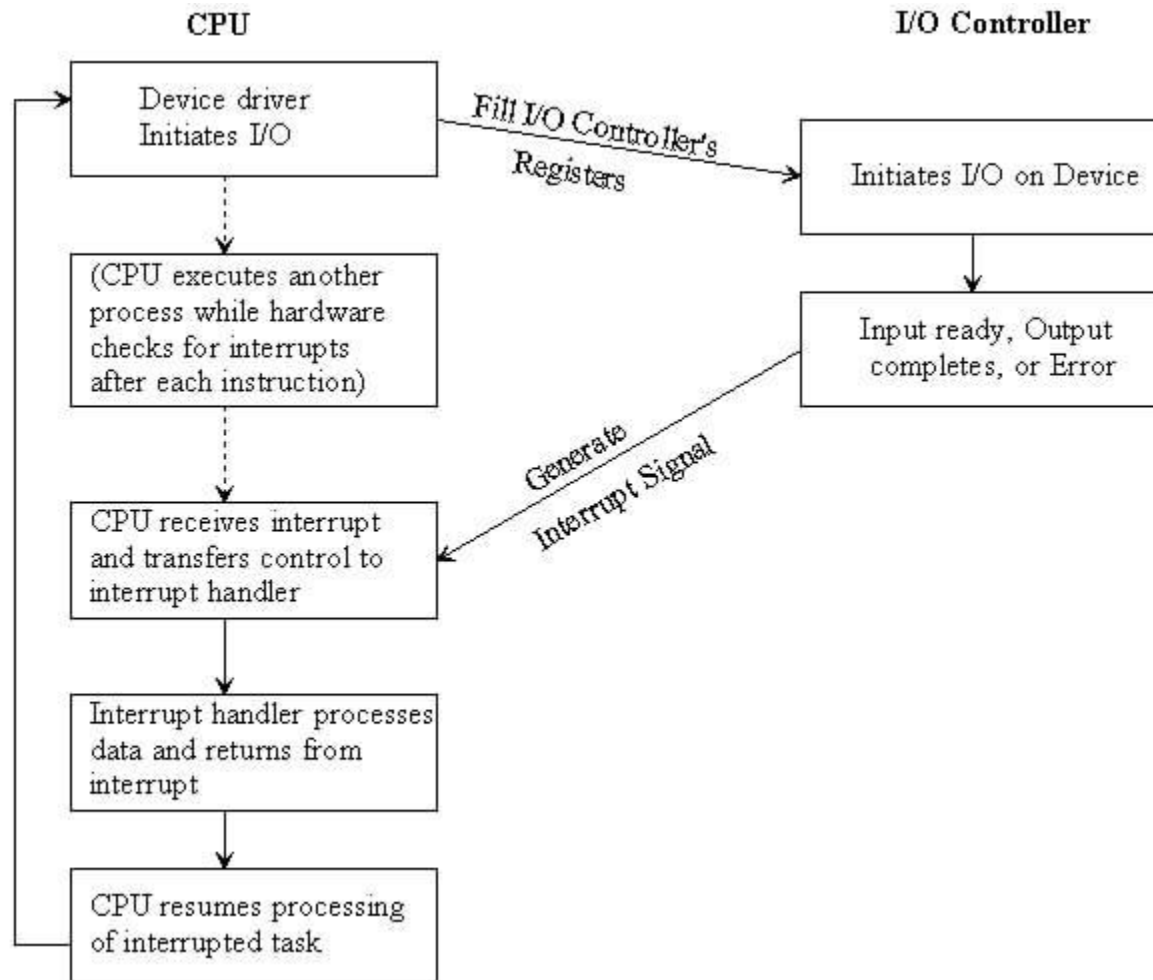 CPU
I/O Controller
Device driver
Initiates I/O
Fill I/O Controller's
Registers
Initiates I/O on Device
(CPU executes another
process while hardware
checks for interrupts
after each instruction)
Input ready, Output
completes, or Error
Generate
Interrupt Signal
CPU receives interrupt
and transfers control to
interrupt handler
Interrupt handler processes
data and returns from
interrupt
CPU resumes processing
of interrupted task